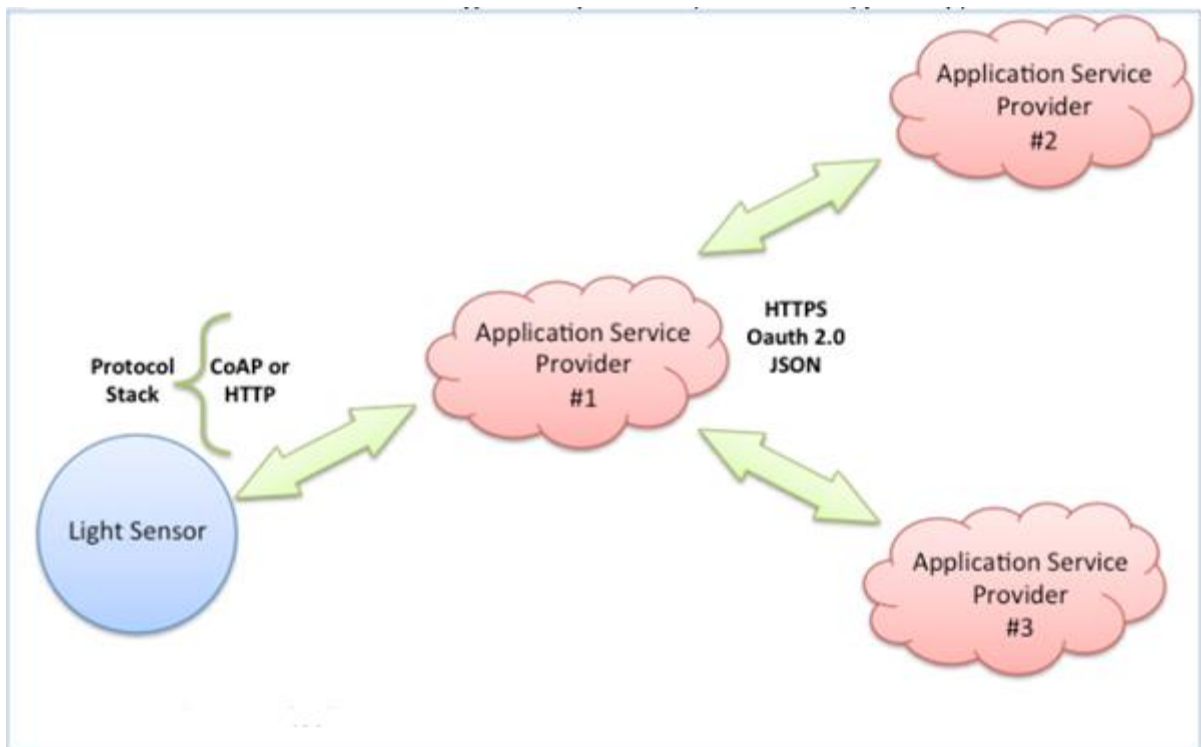 Application Service
Provider
#2
Application Service
Provider
#1
HTTPS
Oauth 2.0
JSON
Protocol
Stack
CoAP or
HTTP
Light Sensor
Application Service
Provider
#3